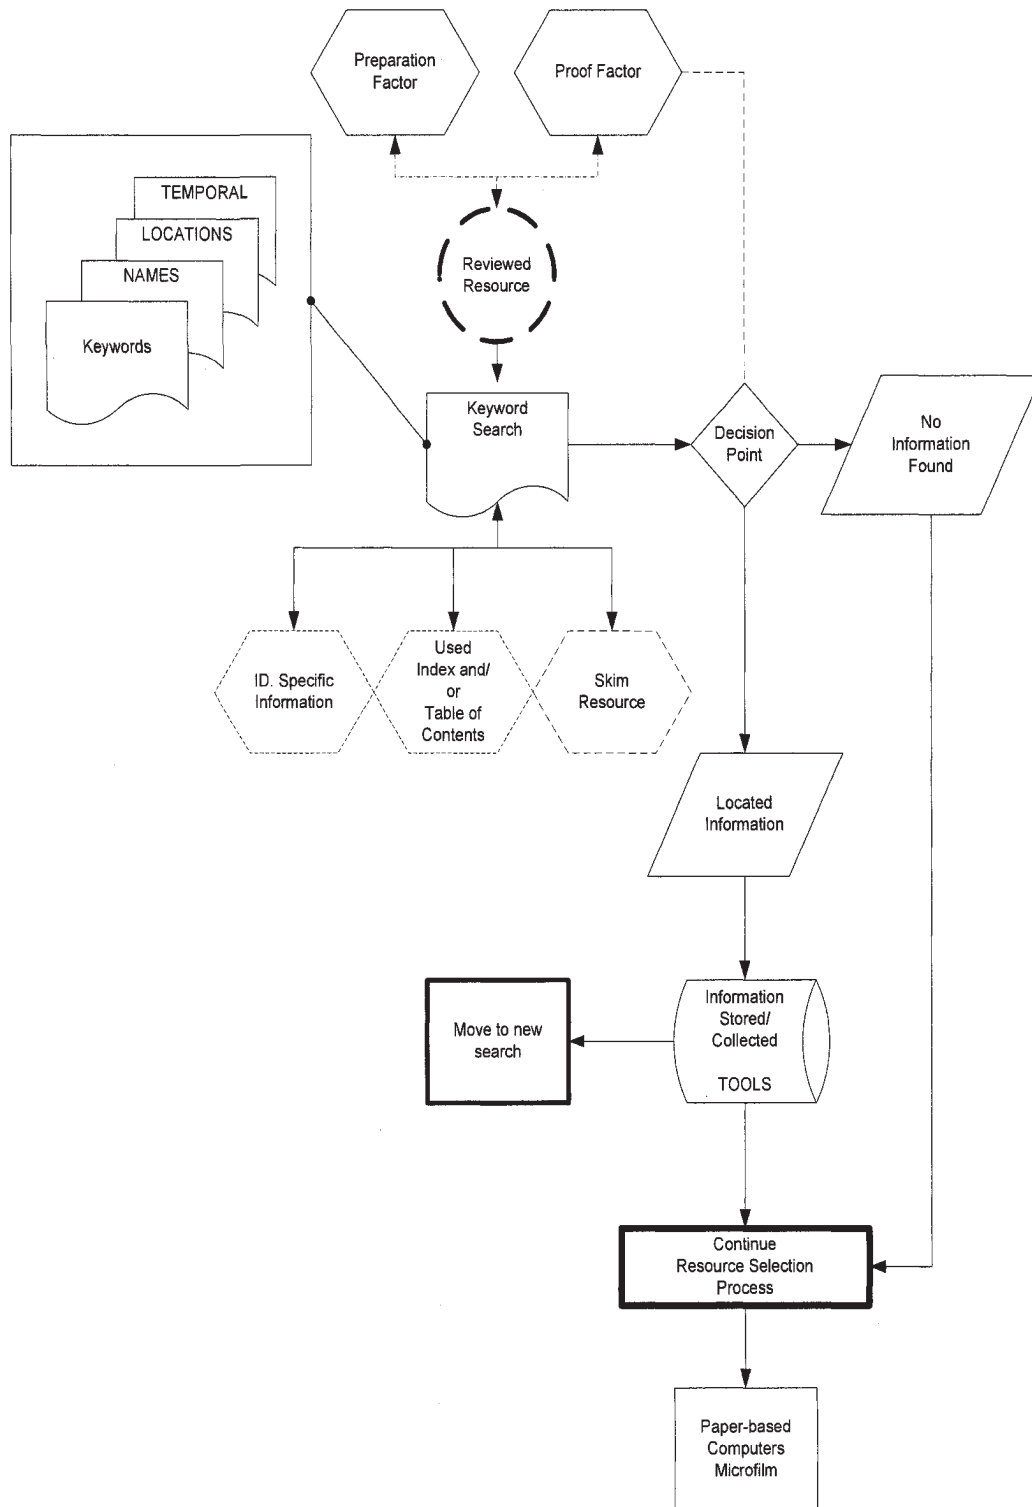 Preparation
Factor
Proof Factor
TEMPORAL
LOCATIONS
NAMES
Keywords
Reviewed
Resource
Keyword
Search
Decision
Point
No
Information
Found
ID. Specific
Information
Used
Index and/
or
Table of
Contents
Skim
Resource
Located
Information
Information
Stored/
Collected
TOOLS
Move to new
search
Continue
Resource Selection
Process
Paper-based
Computers
Microfilm